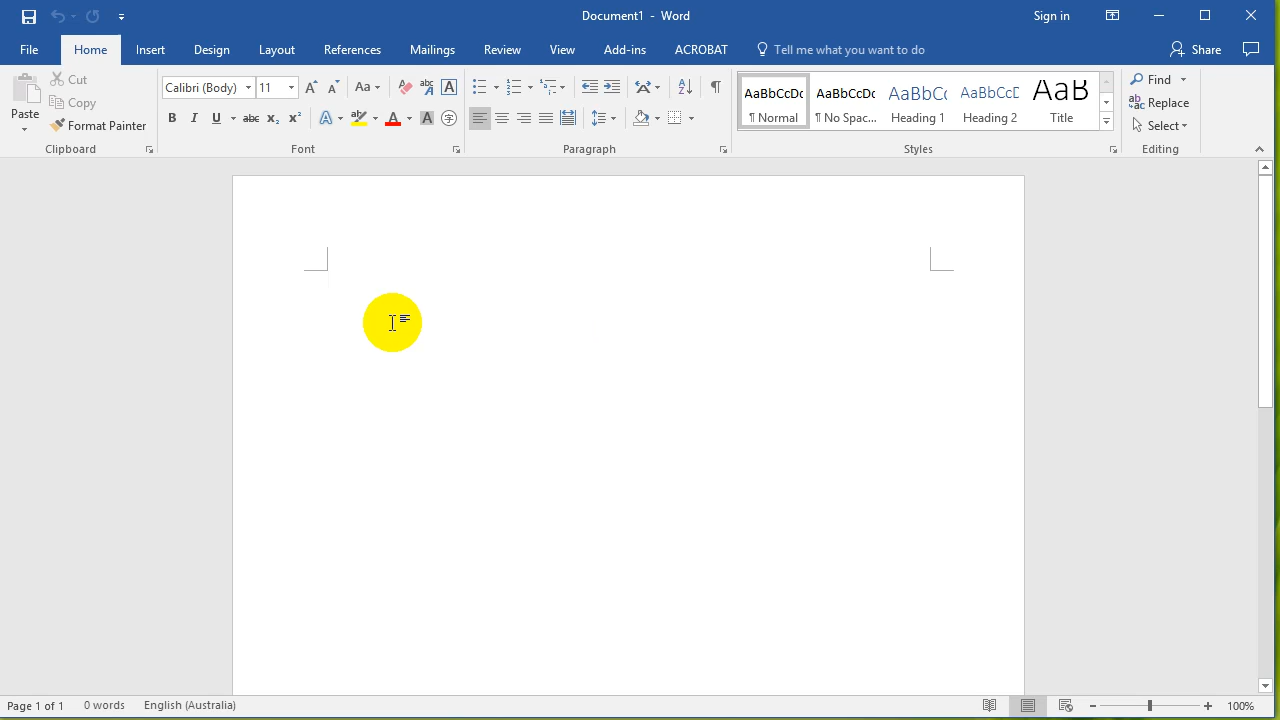 Document1 - Word
Sign in
File Home Insert Design Layout References Mailings Review View Add-ins ACROBAT Tell me what you want to do Share
Cut
Copy
Format Painter
Paste
Clipboard
Calibri (Body) 11 Aa
abc A
B I U abc x₂ x² A A A 字
Font
Paragraph
AaBbCcDc AaBbCcDc AaBbCc AaBbCcD AaB
¶ Normal ¶ No Spac... Heading 1 Heading 2 Title
Styles
Find
Replace
Select
Editing
Page 1 of 1 0 words English (Australia) 100%